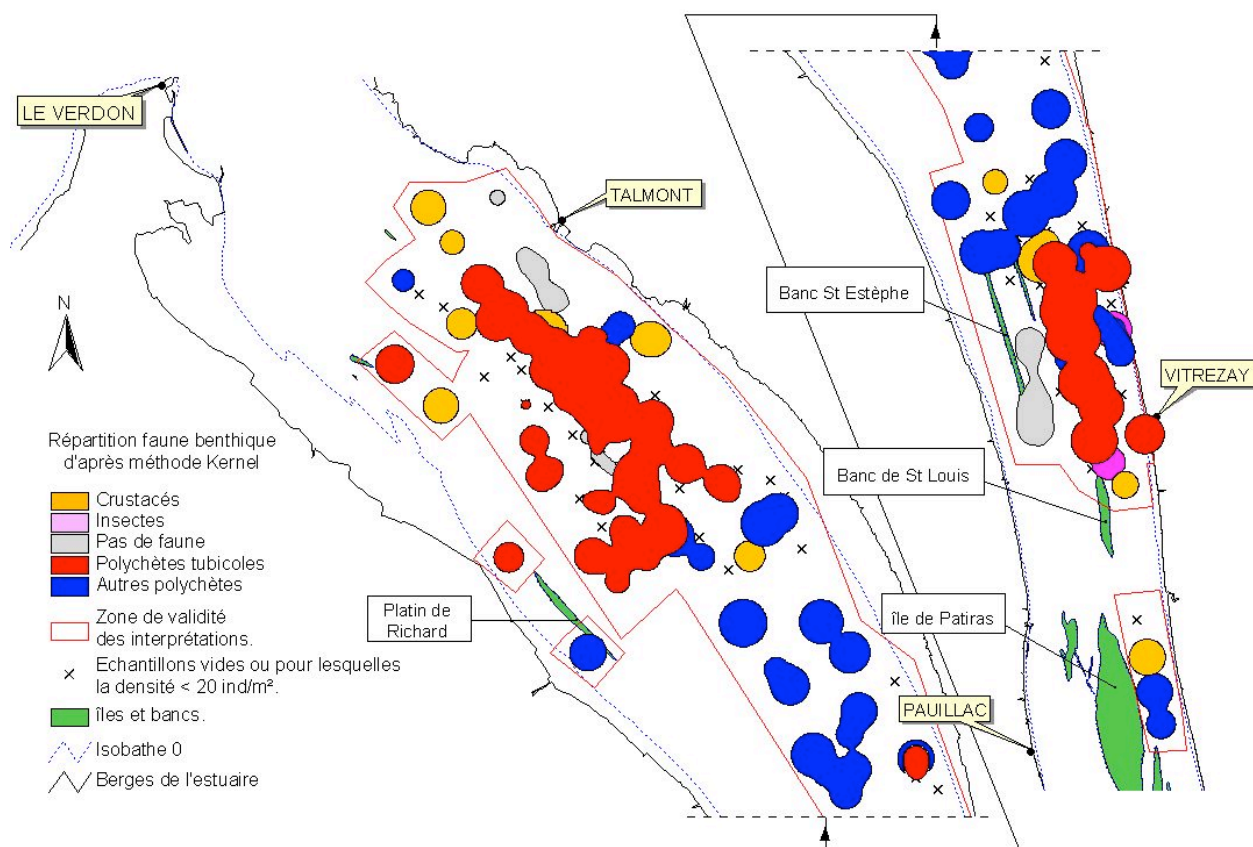 LE VERDON
TALMONT
N
Banc St Estèphe
VITREZAY
Banc de St Louis
île de Patiras
PAUILLAC
Platin de
Richard
Répartition faune benthique
d'après méthode Kernel
Crustacés
Insectes
Pas de faune
Polychètes tubicoles
Autres polychètes
Zone de validité
des interprétations.
Echantillons vides ou pour lesquelles
la densité < 20 ind/m².
îles et bancs.
Isobathe 0
Berges de l'estuaire